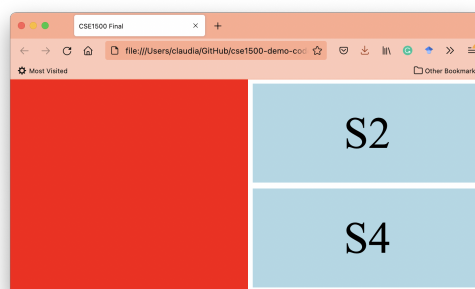 CSE1500 Final
file:///Users/claudia/GitHub/cse1500-demo-cod
Most Visited
Other Bookmark
S2
S4